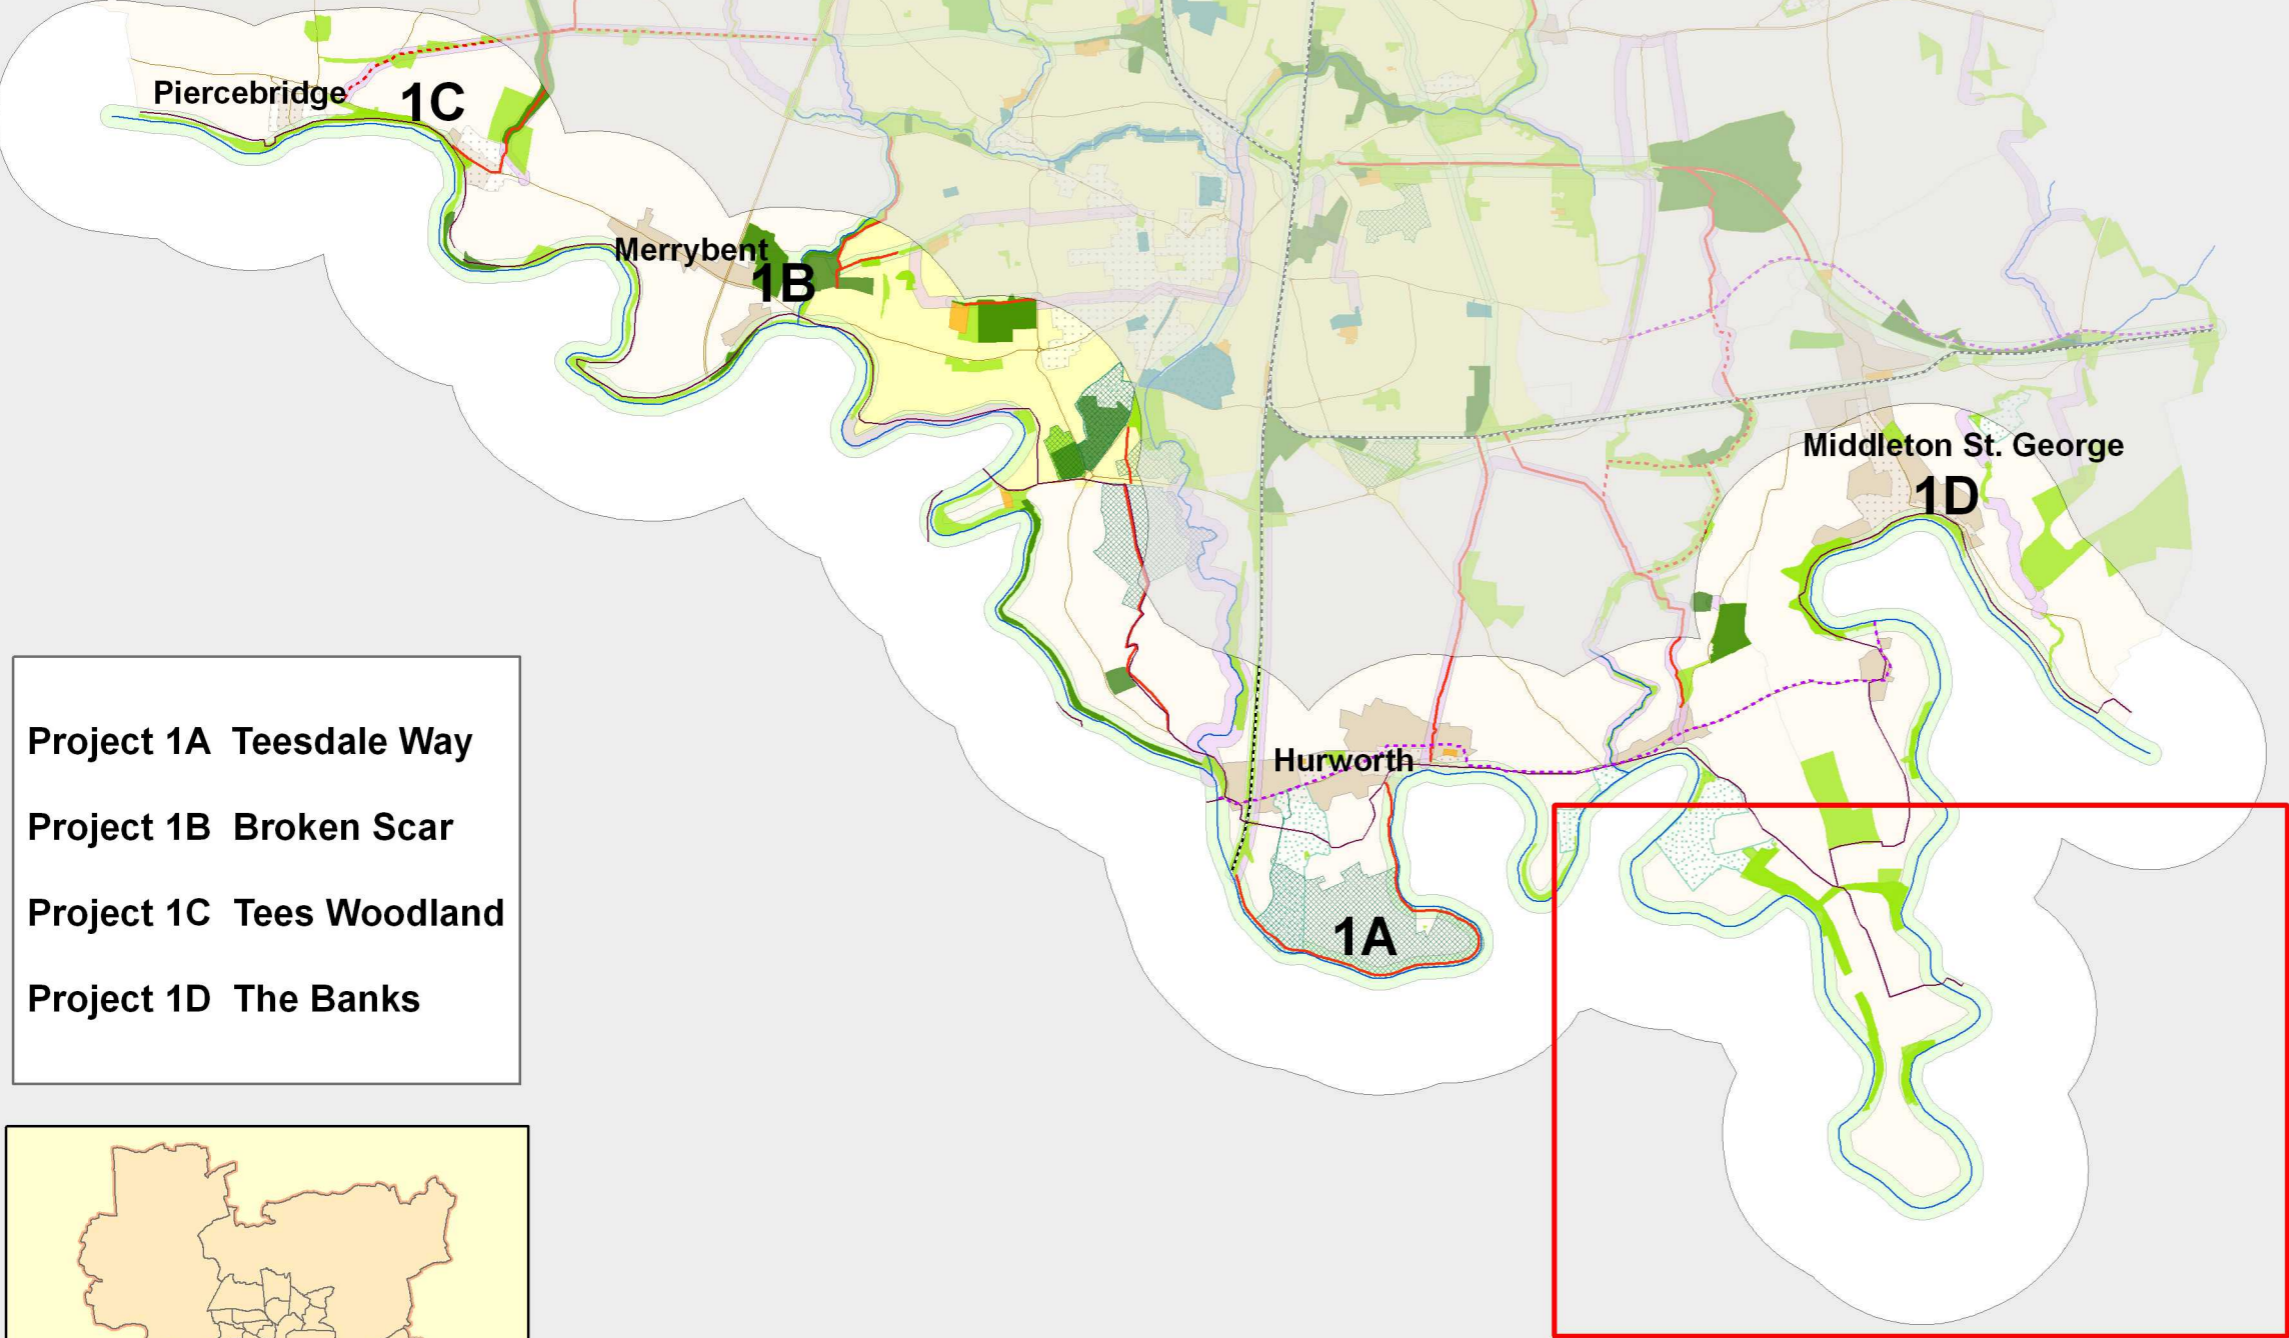 Piercebridge
1C
Merrybent
1B
Middleton St. George
1D
Hurworth
1A
Project 1A Teesdale Way
Project 1B Broken Scar
Project 1C Tees Woodland
Project 1D The Banks